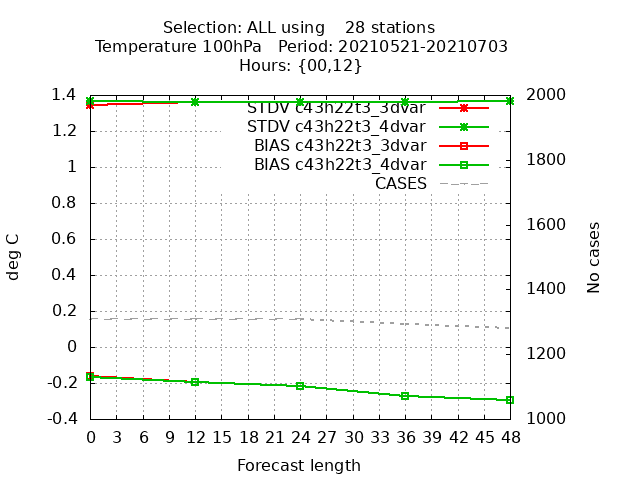 Selection: ALL using    28 stations
Temperature 100hPa   Period: 20210521-20210703
Hours: {00,12}
1.4
1.2
1
0.8
0.6
0.4
0.2
0
-0.2
-0.4
deg C
STDV c43h22t3_3dvar
STDV c43h22t3_4dvar
BIAS c43h22t3_3dvar
BIAS c43h22t3_4dvar
CASES
2000
1800
1600
1400
1200
1000
No cases
0 3 6 9 12 15 18 21 24 27 30 33 36 39 42 45 48
Forecast length